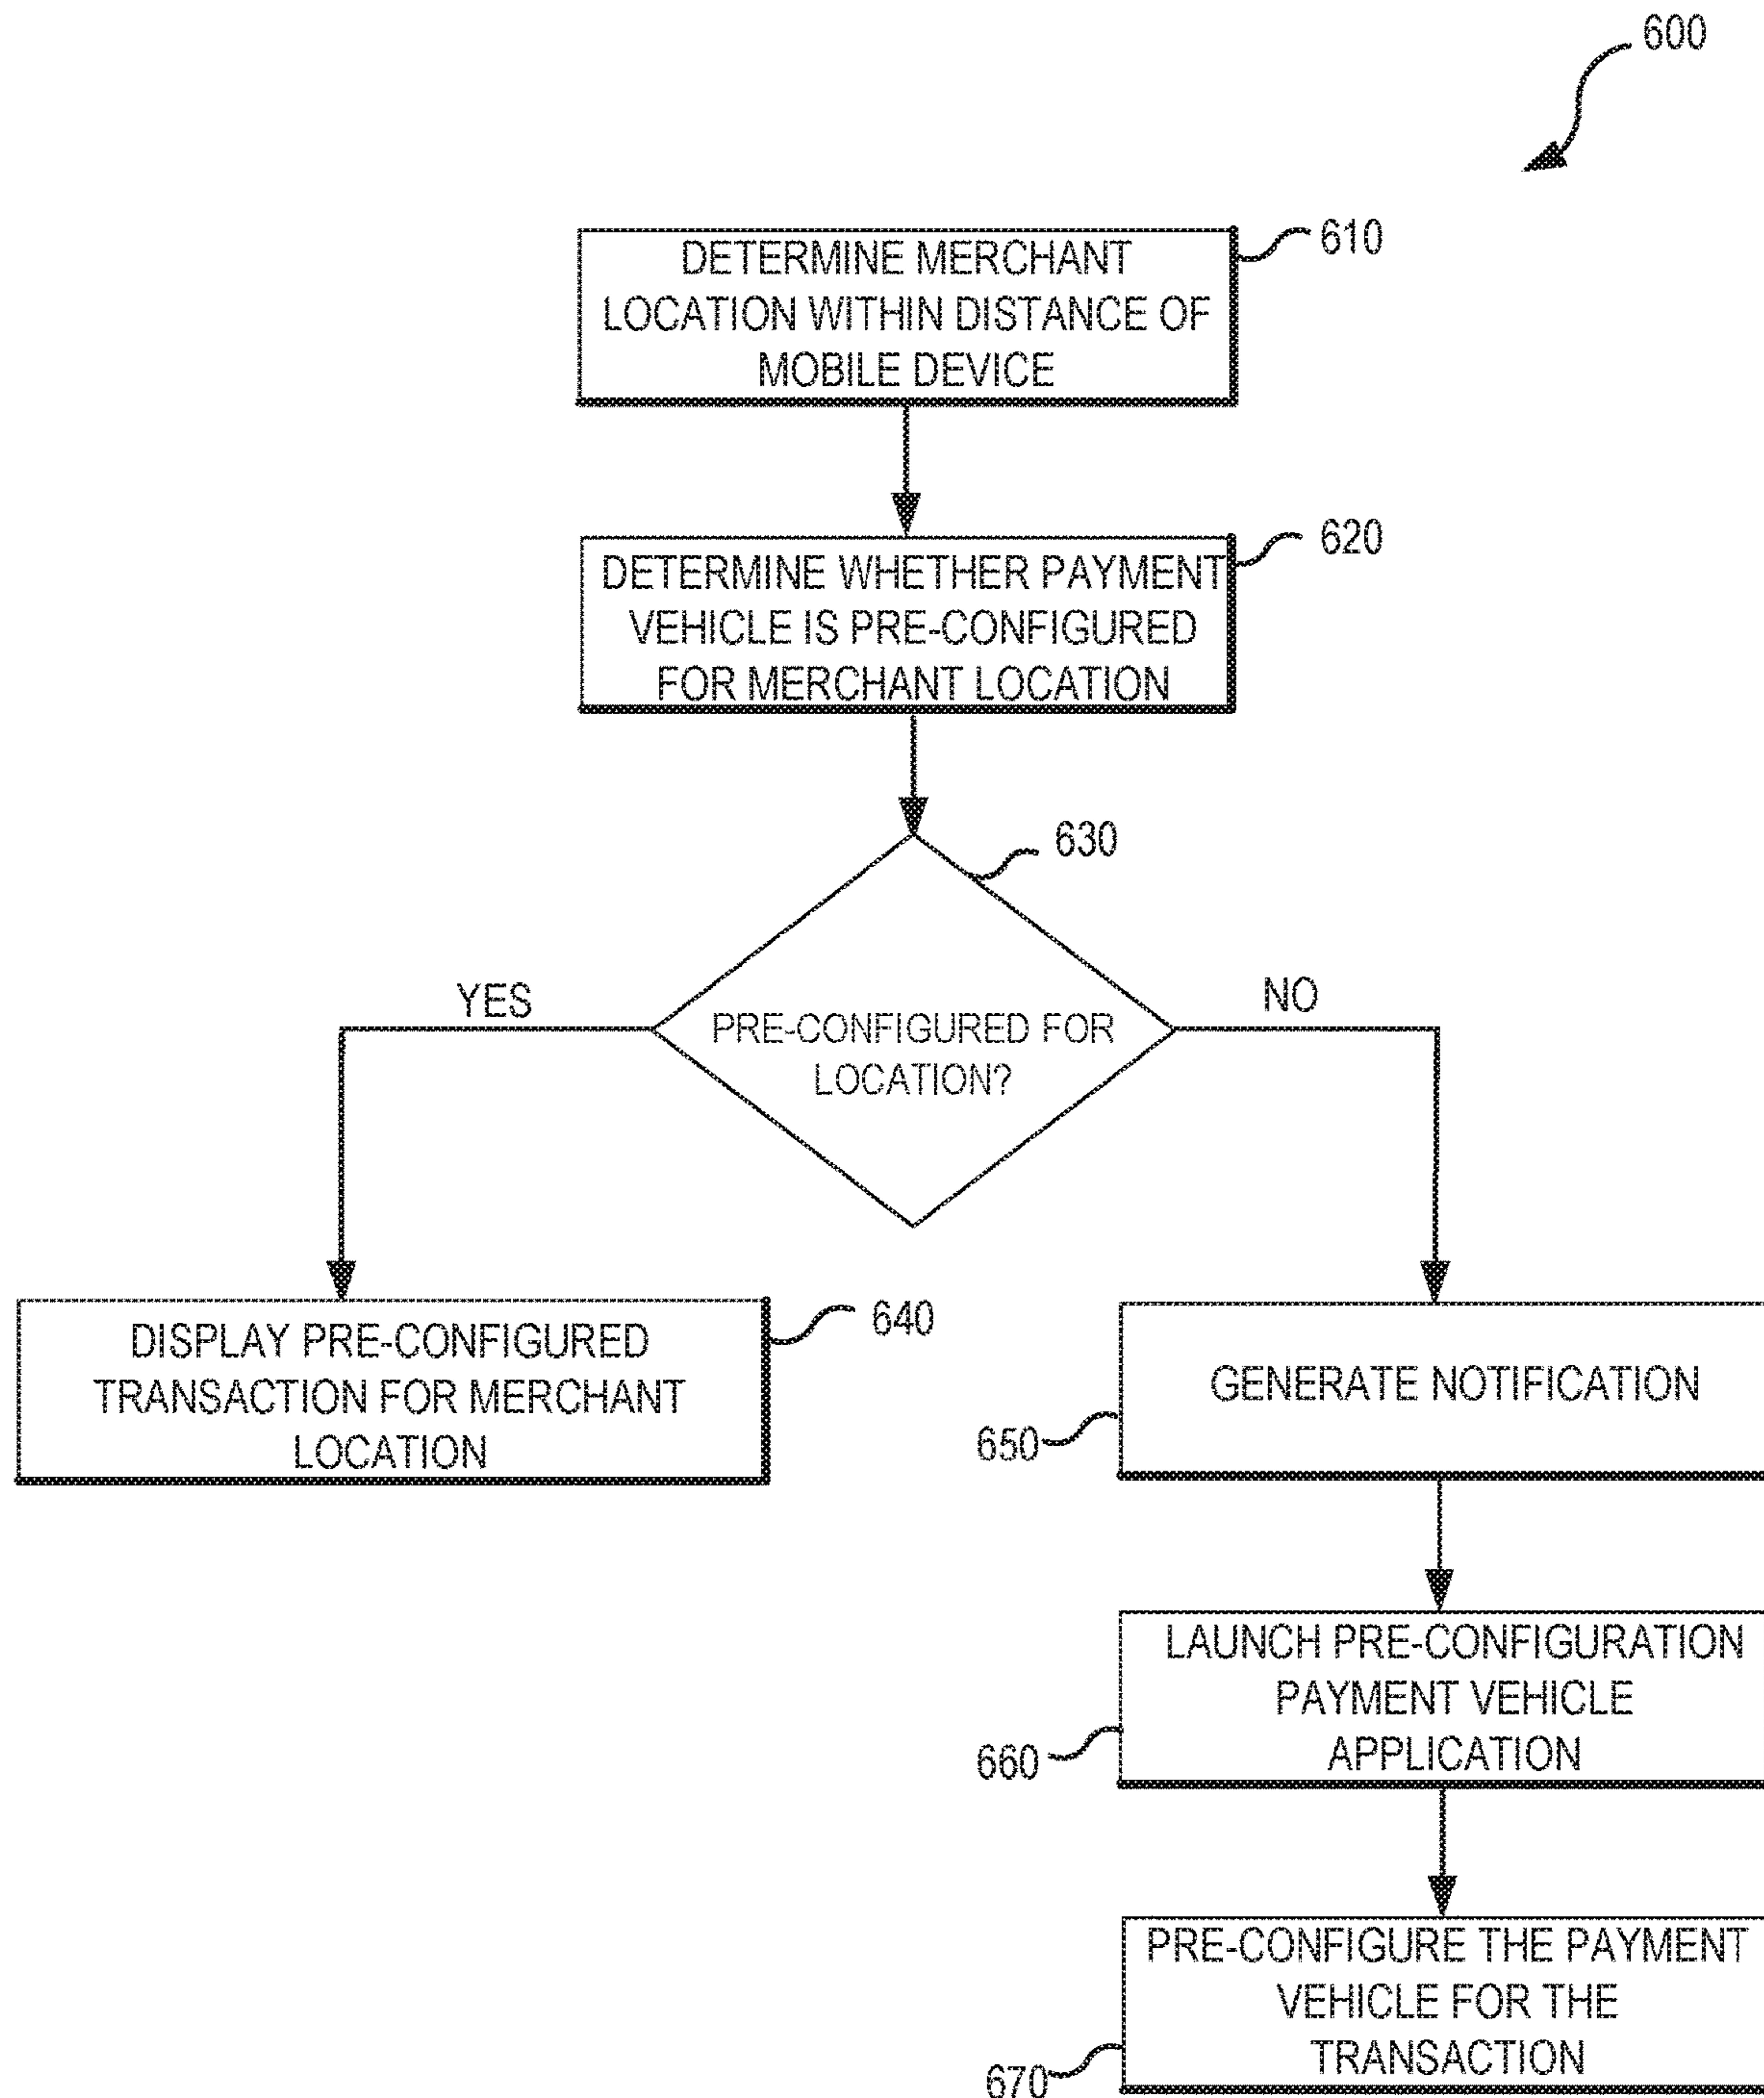 600
610
DETERMINE MERCHANT
LOCATION WITHIN DISTANCE OF
MOBILE DEVICE
620
DETERMINE WHETHER PAYMENT
VEHICLE IS PRE-CONFIGURED
FOR MERCHANT LOCATION
630
YES
NO
PRE-CONFIGURED FOR
LOCATION?
640
DISPLAY PRE-CONFIGURED
TRANSACTION FOR MERCHANT
LOCATION
GENERATE NOTIFICATION
650
LAUNCH PRE-CONFIGURATION
PAYMENT VEHICLE
APPLICATION
660
PRE-CONFIGURE THE PAYMENT
VEHICLE FOR THE
TRANSACTION
670